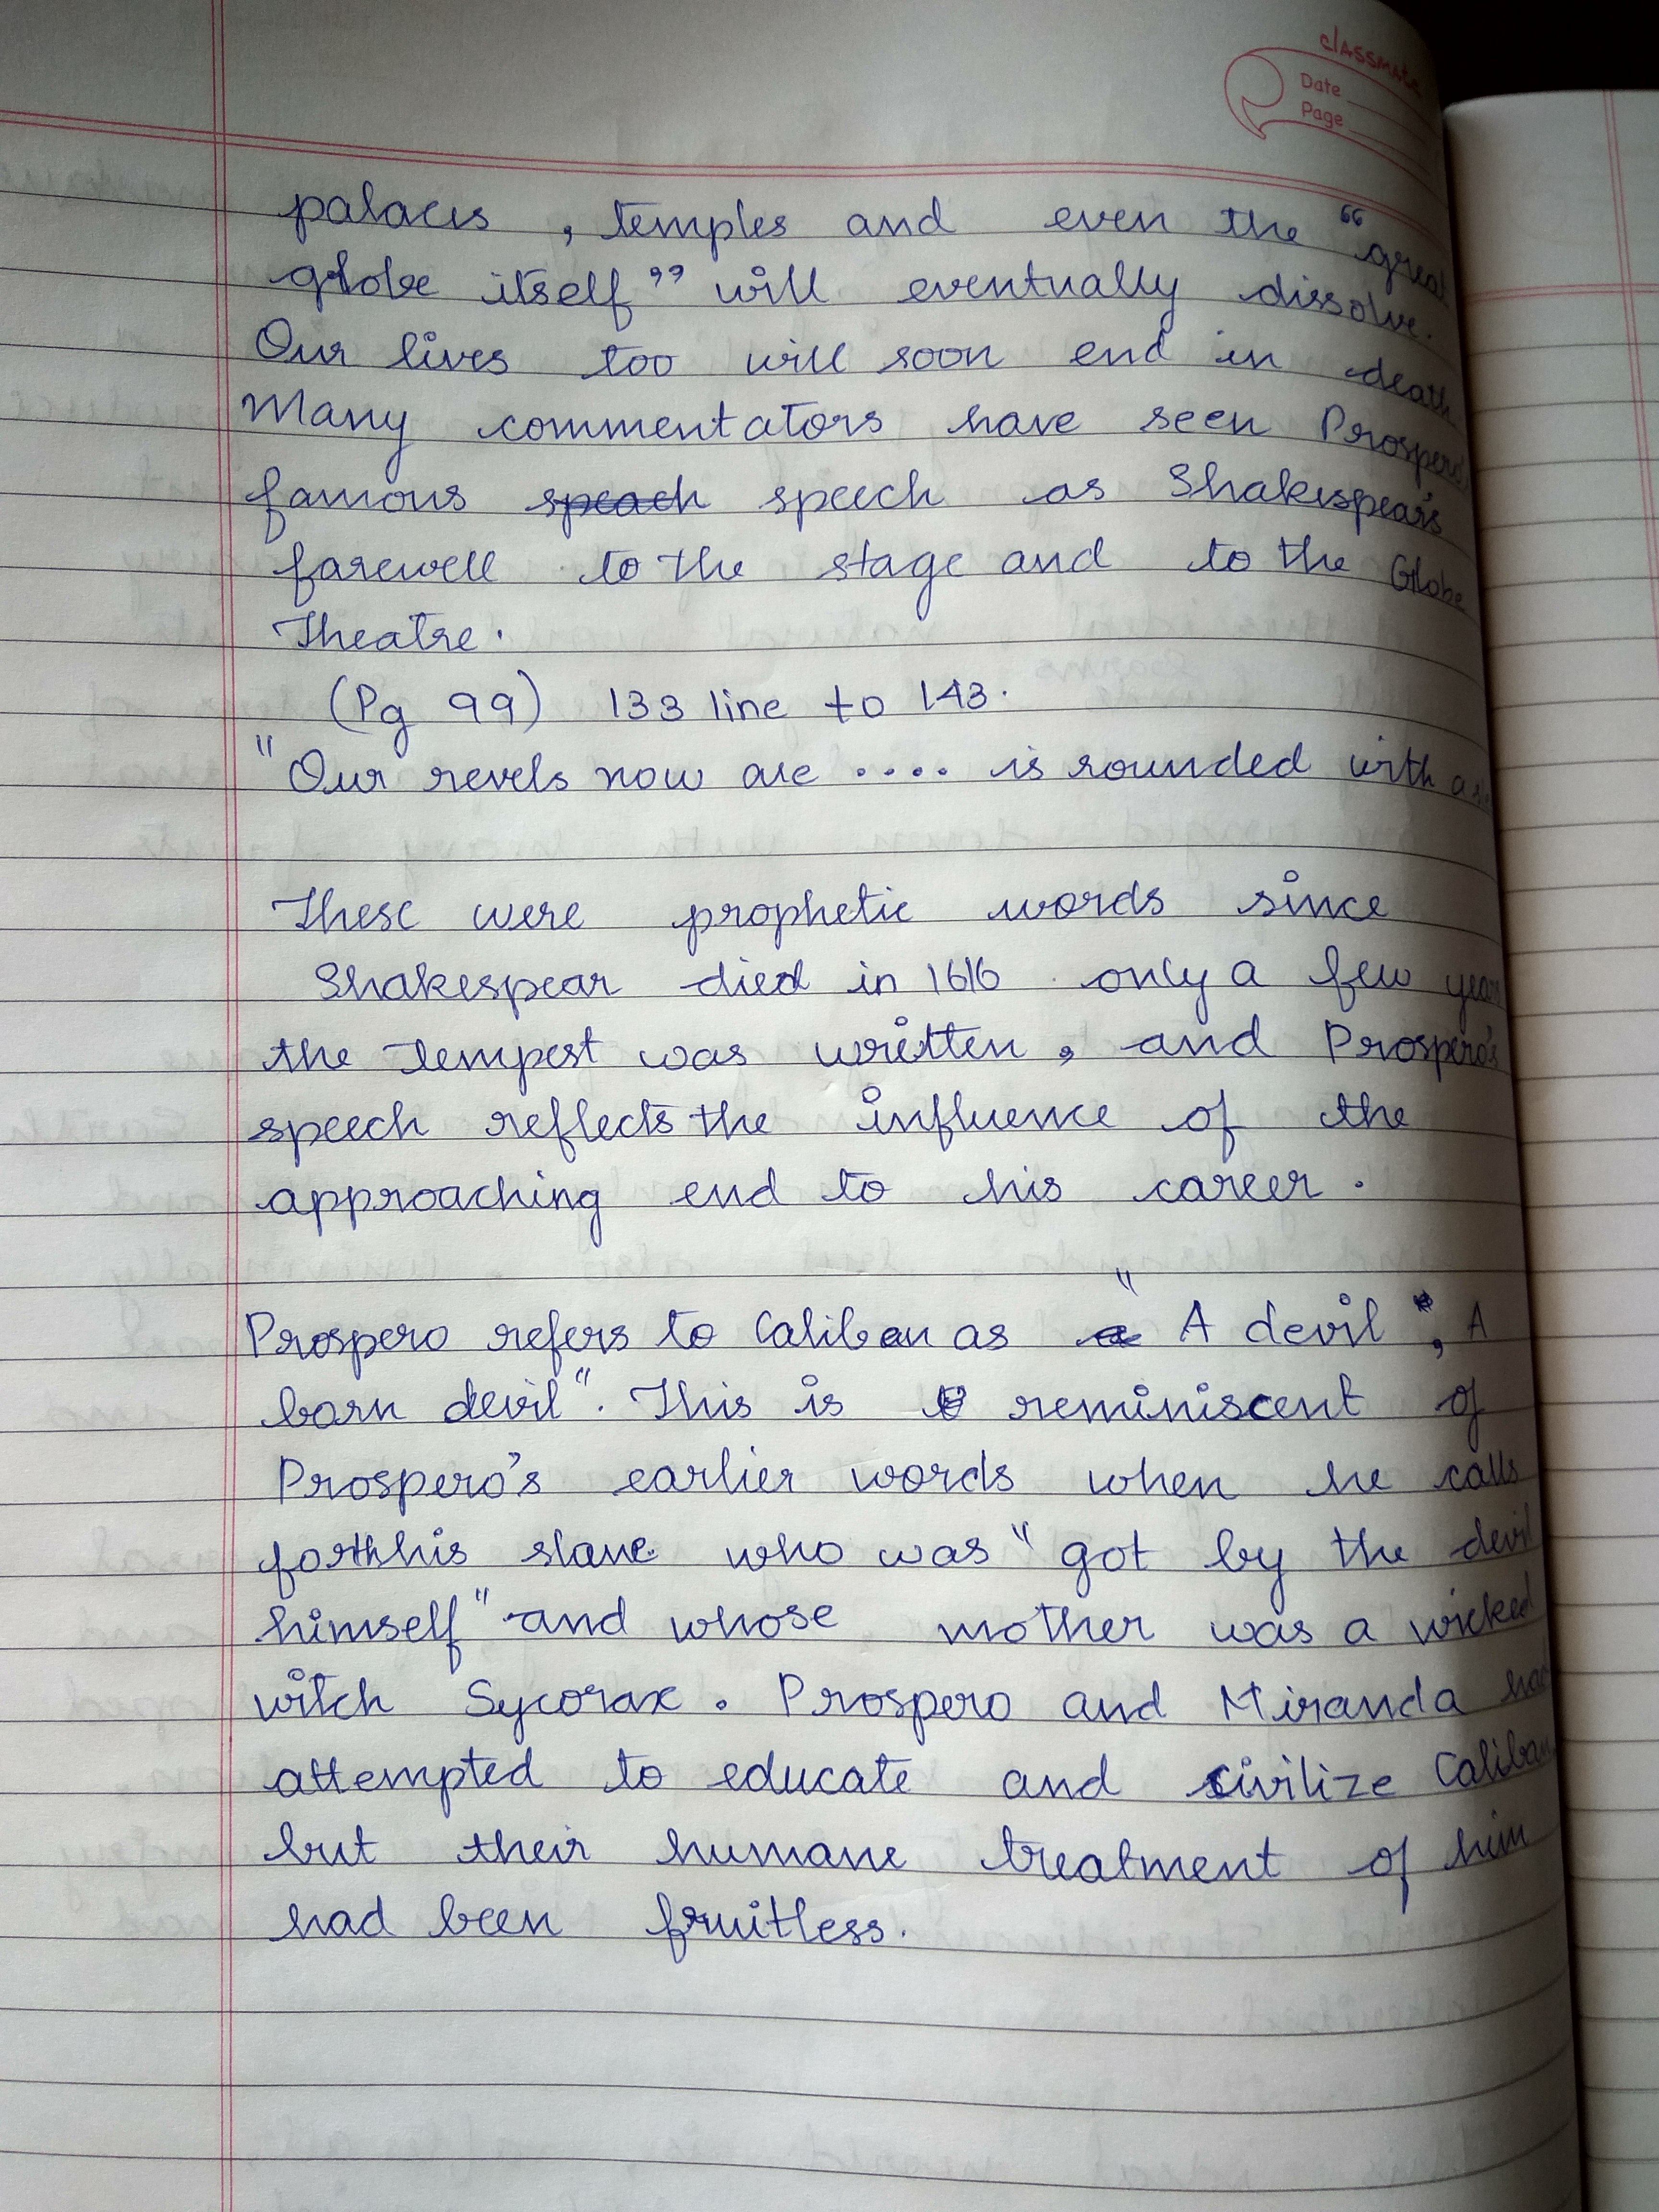 classmate
Date
Page
palaces , temples and even the “great
globe itself” will eventually dissolve.
Our lives too will soon end in death
Many commentators have seen Prospero's
famous speach speech as Shakespear's
farewell to the stage and to the Globe
Theatre.
(Pg 99) 133 line to 143.
"Our revels now are .... is rounded with a
These were prophetic words since
Shakespear died in 1616 only a few years
the Tempest was written, and Prospero's
speech reflects the influence of the
approaching end to his career.
Prospero refers to Caliban as a "A devil", A
born devil". This is reminiscent of
Prospero's earlier words when he calls
forth his slave who was "got by the devil
himself" and whose mother was a wicked
witch Sycorax. Prospero and Miranda had
attempted to educate and civilize Caliban
but their humane treatment of him
had been fruitless.